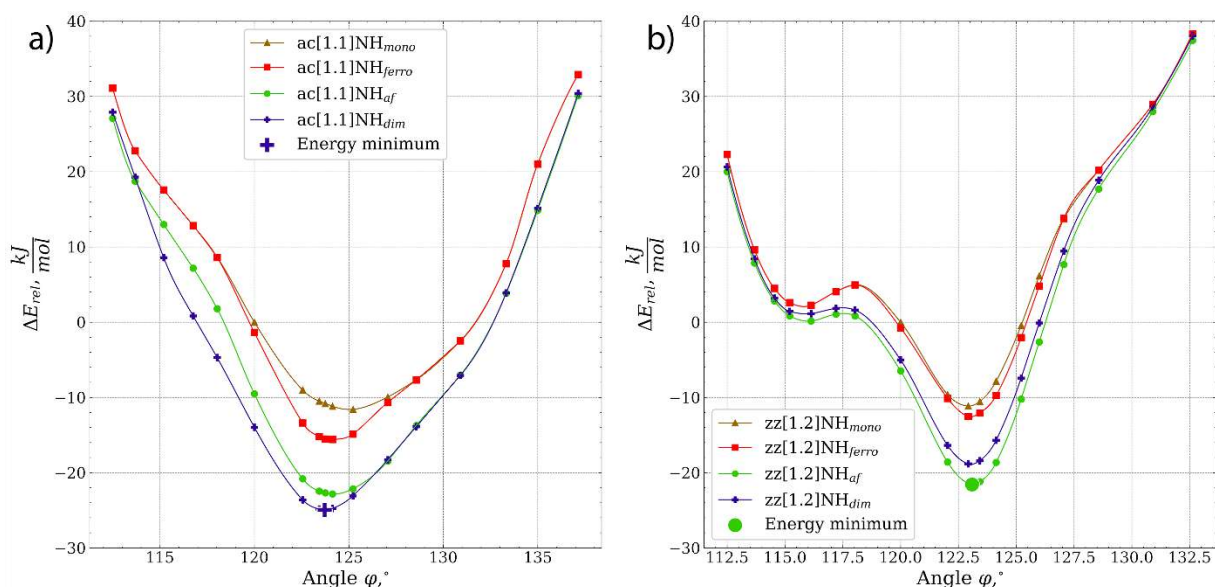 a)
40
30
20
10
0
−10
−20
−30
ΔE_rel, kJ/mol
ac[1.1]NH_mono
ac[1.1]NH_ferro
ac[1.1]NH_af
ac[1.1]NH_dim
Energy minimum
115 120 125 130 135
Angle φ,°
b)
40
30
20
10
0
−10
−20
−30
ΔE_rel, kJ/mol
zz[1.2]NH_mono
zz[1.2]NH_ferro
zz[1.2]NH_af
zz[1.2]NH_dim
Energy minimum
112.5 115.0 117.5 120.0 122.5 125.0 127.5 130.0 132.5
Angle φ,°